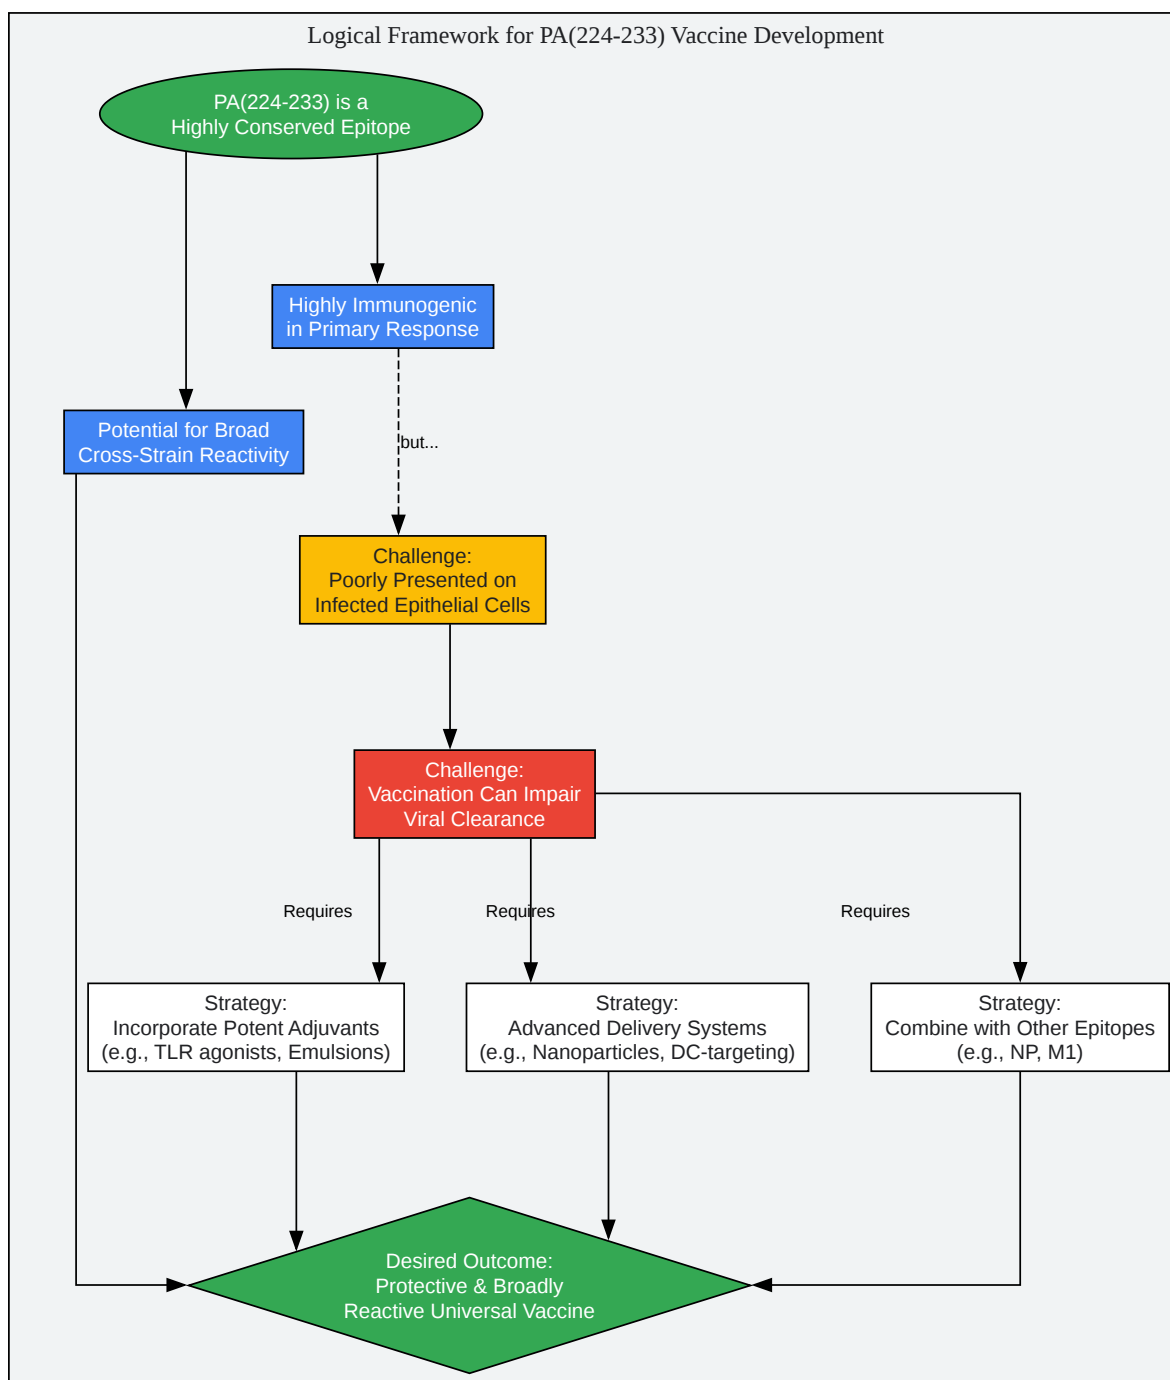 Logical Framework for PA(224-233) Vaccine Development
PA(224-233) is a
Highly Conserved Epitope
Highly Immunogenic
in Primary Response
Potential for Broad
Cross-Strain Reactivity
but...
Challenge:
Poorly Presented on
Infected Epithelial Cells
Challenge:
Vaccination Can Impair
Viral Clearance
Requires
Requires
Requires
Strategy:
Incorporate Potent Adjuvants
(e.g., TLR agonists, Emulsions)
Strategy:
Advanced Delivery Systems
(e.g., Nanoparticles, DC-targeting)
Strategy:
Combine with Other Epitopes
(e.g., NP, M1)
Desired Outcome:
Protective & Broadly
Reactive Universal Vaccine